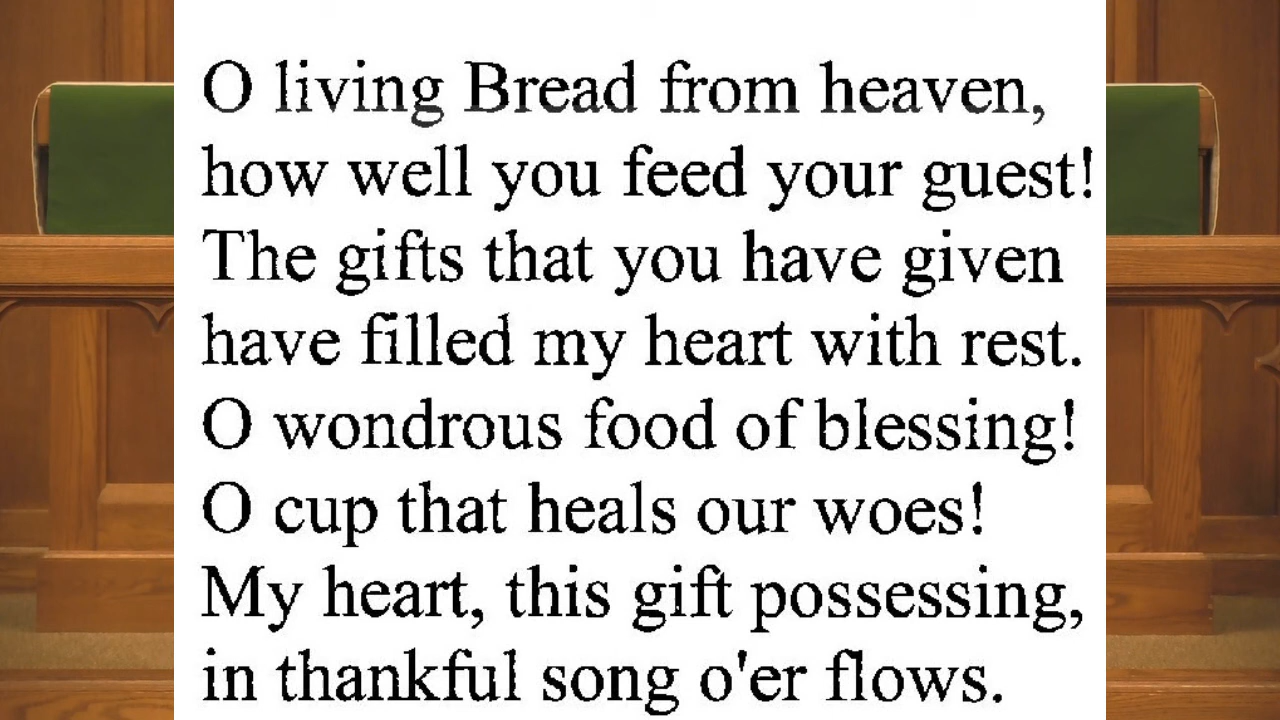 O living Bread from heaven,
how well you feed your guest!
The gifts that you have given
have filled my heart with rest.
O wondrous food of blessing!
O cup that heals our woes!
My heart, this gift possessing,
in thankful song o'er flows.